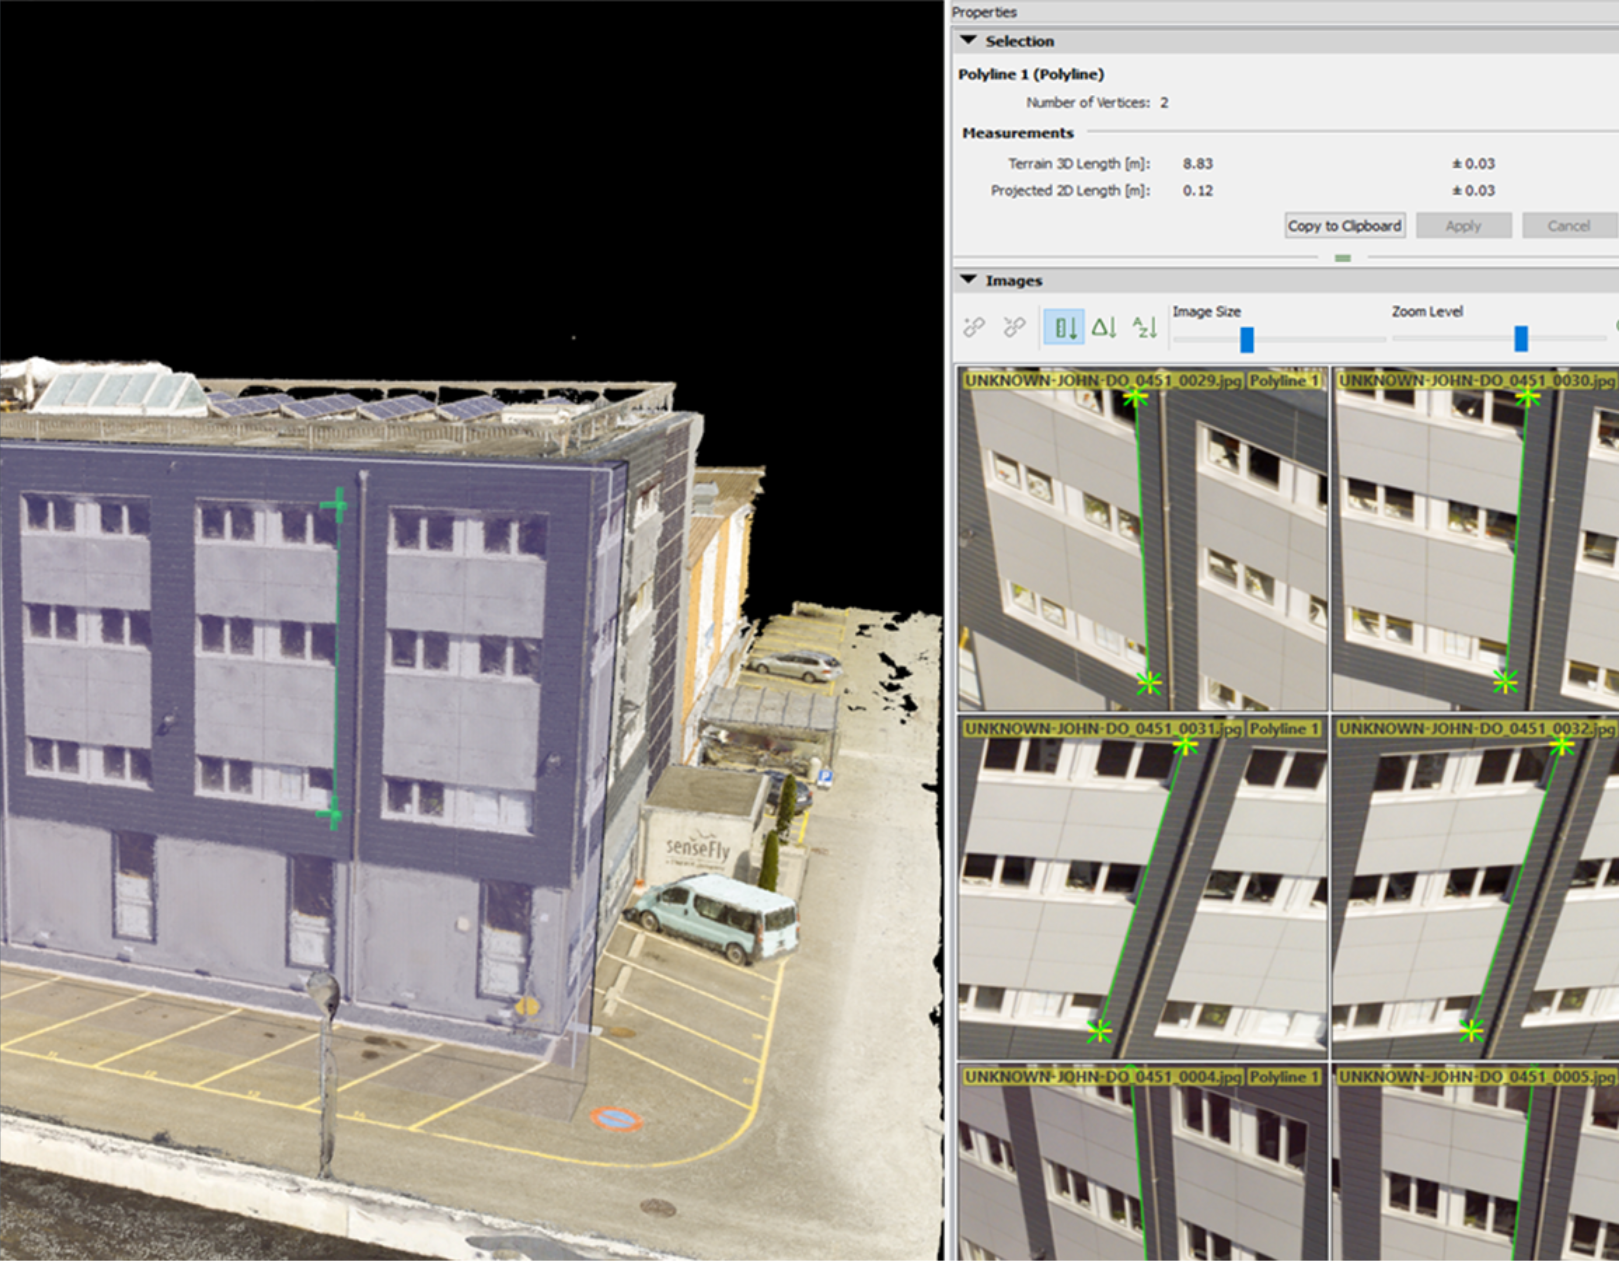 Properties
Selection
Polyline 1 (Polyline)
Number of Vertices: 2
Measurements
Terrain 3D Length [m]: 8.83 ± 0.03
Projected 2D Length [m]: 0.12 ± 0.03
Copy to Clipboard Apply Cancel
Images
A
Z
Image Size
Zoom Level
UNKNOWN-JOHN-DO_0451_0029.jpg Polyline 1
UNKNOWN-JOHN-DO_0451_0030.jpg
UNKNOWN-JOHN-DO_0451_0031.jpg Polyline 1
UNKNOWN-JOHN-DO_0451_0032.jpg
UNKNOWN-JOHN-DO_0451_0004.jpg Polyline 1
UNKNOWN-JOHN-DO_0451_0005.jpg
P
senseFly